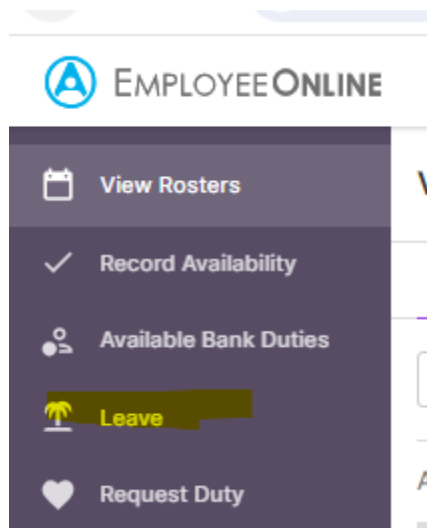 EMPLOYEEONLINE
View Rosters
Record Availability
Available Bank Duties
Leave
Request Duty